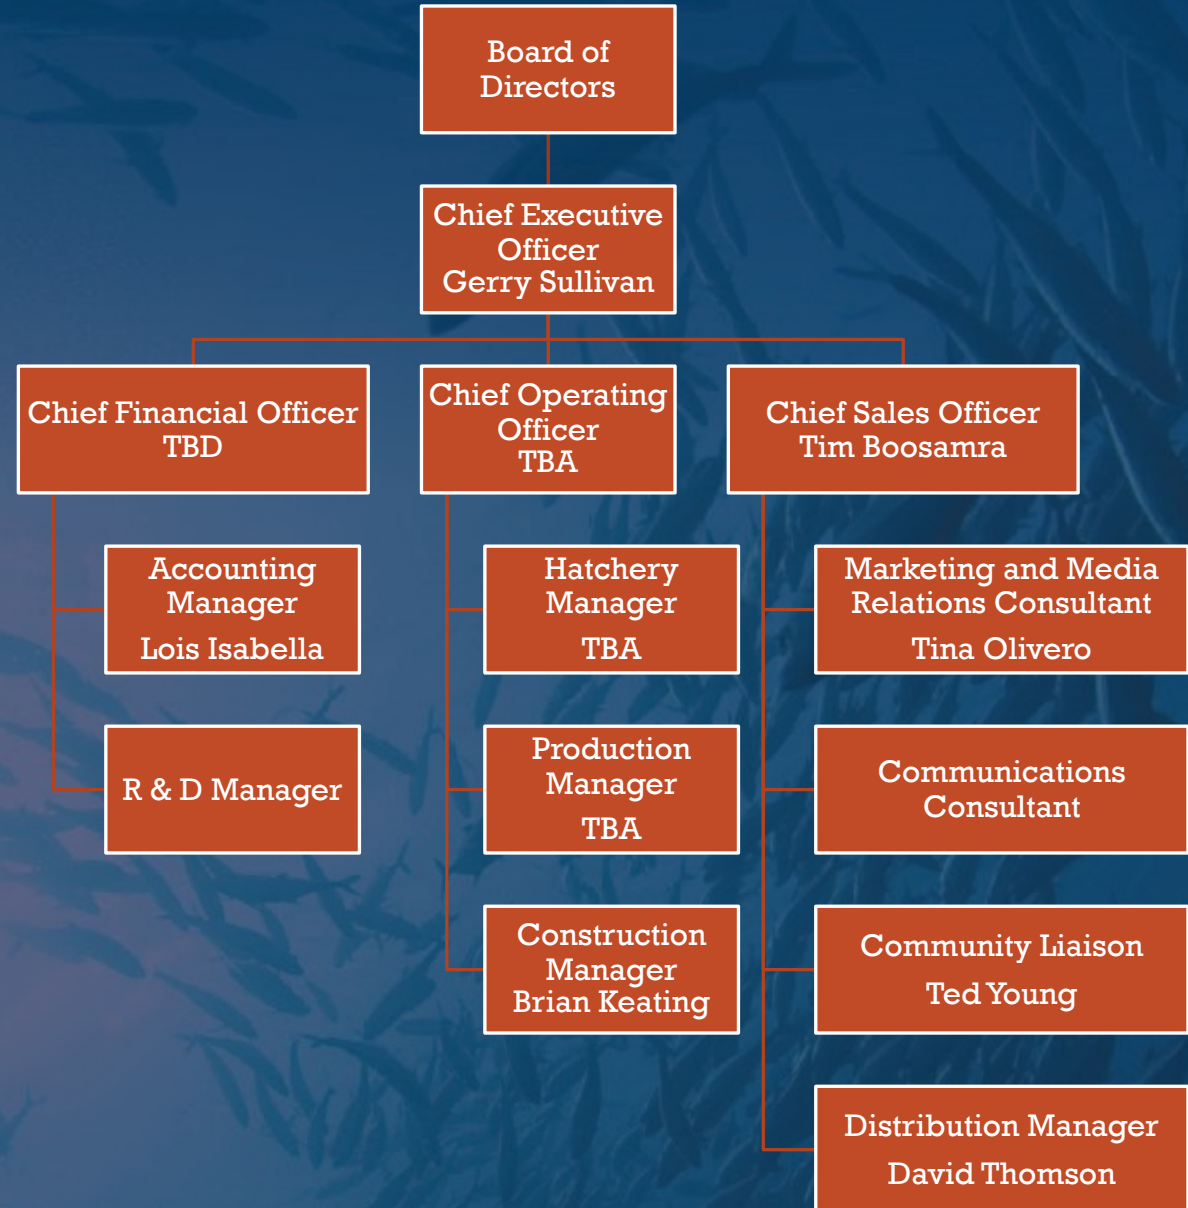 Board of
Directors
Chief Executive
Officer
Gerry Sullivan
Chief Financial Officer
TBD
Chief Operating
Officer
TBA
Chief Sales Officer
Tim Boosamra
Accounting
Manager
Lois Isabella
Hatchery
Manager
TBA
Marketing and Media
Relations Consultant
Tina Olivero
R & D Manager
Production
Manager
TBA
Communications
Consultant
Construction
Manager
Brian Keating
Community Liaison
Ted Young
Distribution Manager
David Thomson